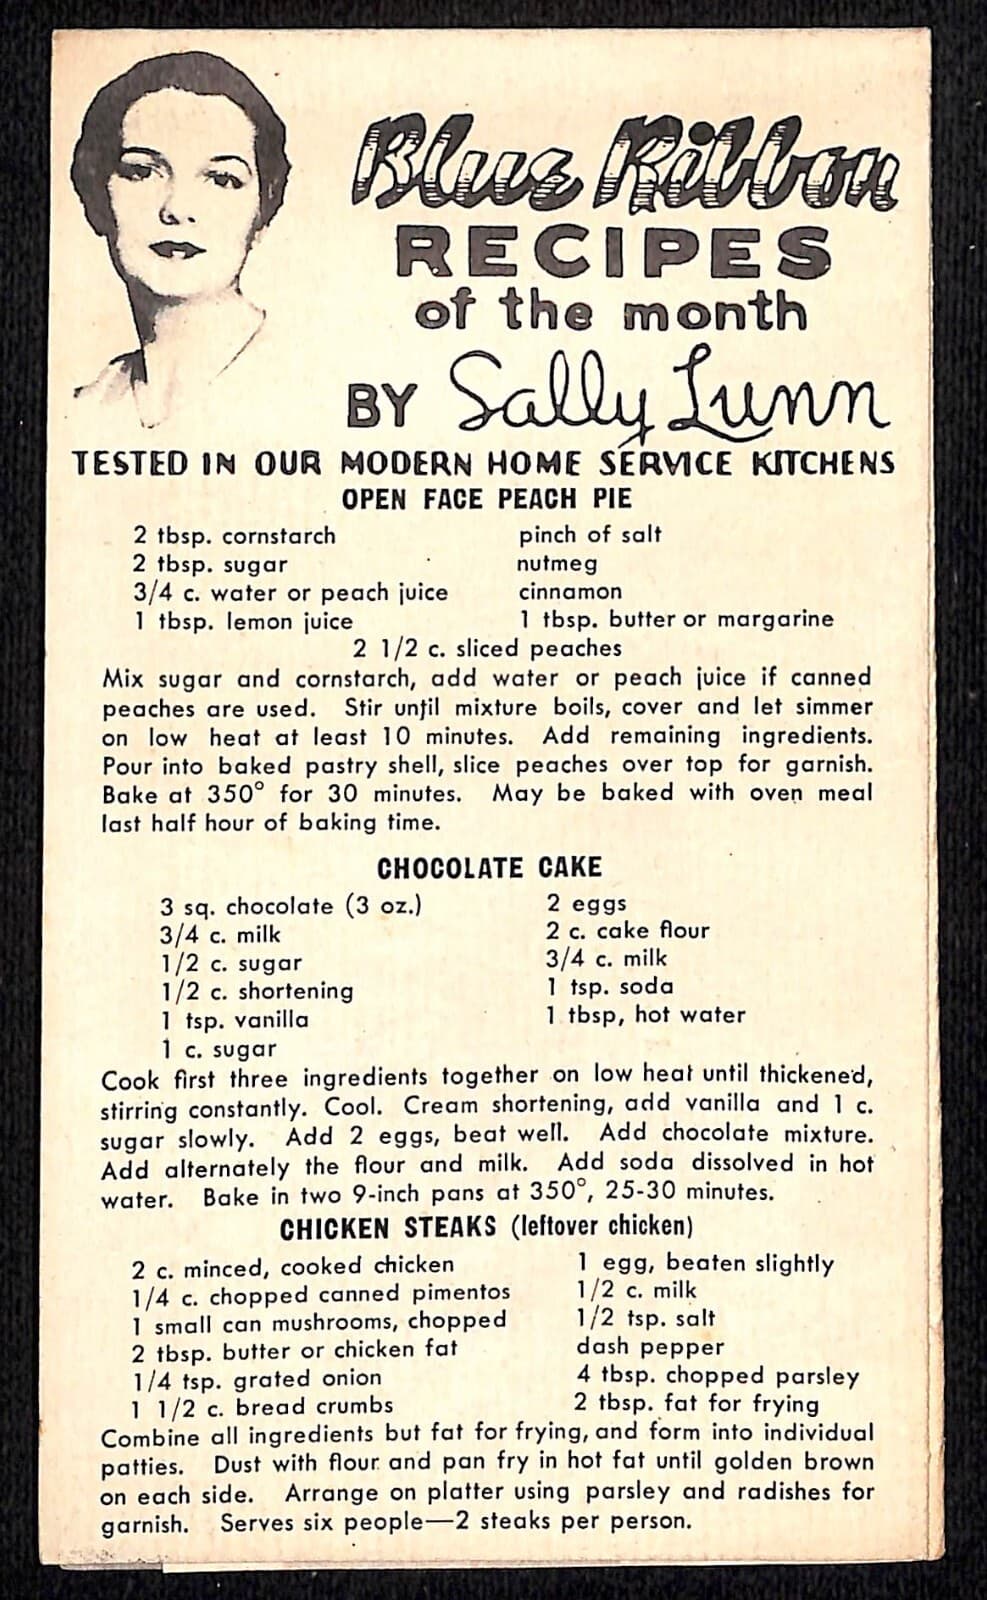 Blue Ribbon
RECIPES
of the month
BY Sally Lunn
TESTED IN OUR MODERN HOME SERVICE KITCHENS
OPEN FACE PEACH PIE
2 tbsp. cornstarch
2 tbsp. sugar
3/4 c. water or peach juice
1 tbsp. lemon juice
pinch of salt
nutmeg
cinnamon
1 tbsp. butter or margarine
2 1/2 c. sliced peaches
Mix sugar and cornstarch, add water or peach juice if canned
peaches are used. Stir until mixture boils, cover and let simmer
on low heat at least 10 minutes. Add remaining ingredients.
Pour into baked pastry shell, slice peaches over top for garnish.
Bake at 350° for 30 minutes. May be baked with oven meal
last half hour of baking time.
CHOCOLATE CAKE
3 sq. chocolate (3 oz.)
3/4 c. milk
1/2 c. sugar
1/2 c. shortening
1 tsp. vanilla
1 c. sugar
2 eggs
2 c. cake flour
3/4 c. milk
1 tsp. soda
1 tbsp, hot water
Cook first three ingredients together on low heat until thickened,
stirring constantly. Cool. Cream shortening, add vanilla and 1 c.
sugar slowly. Add 2 eggs, beat well. Add chocolate mixture.
Add alternately the flour and milk. Add soda dissolved in hot
water. Bake in two 9-inch pans at 350°, 25-30 minutes.
CHICKEN STEAKS (leftover chicken)
2 c. minced, cooked chicken
1/4 c. chopped canned pimentos
1 small can mushrooms, chopped
2 tbsp. butter or chicken fat
1/4 tsp. grated onion
1 1/2 c. bread crumbs
1 egg, beaten slightly
1/2 c. milk
1/2 tsp. salt
dash pepper
4 tbsp. chopped parsley
2 tbsp. fat for frying
Combine all ingredients but fat for frying, and form into individual
patties. Dust with flour and pan fry in hot fat until golden brown
on each side. Arrange on platter using parsley and radishes for
garnish. Serves six people—2 steaks per person.